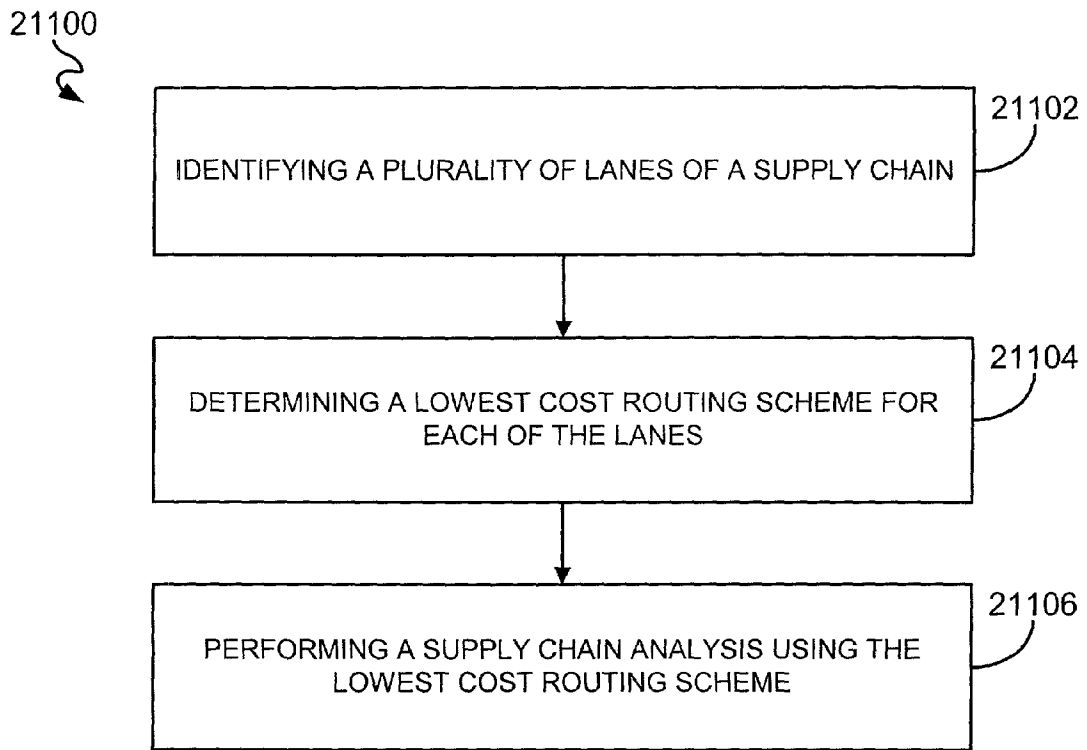 21100
21102
IDENTIFYING A PLURALITY OF LANES OF A SUPPLY CHAIN
21104
DETERMINING A LOWEST COST ROUTING SCHEME FOR
EACH OF THE LANES
21106
PERFORMING A SUPPLY CHAIN ANALYSIS USING THE
LOWEST COST ROUTING SCHEME